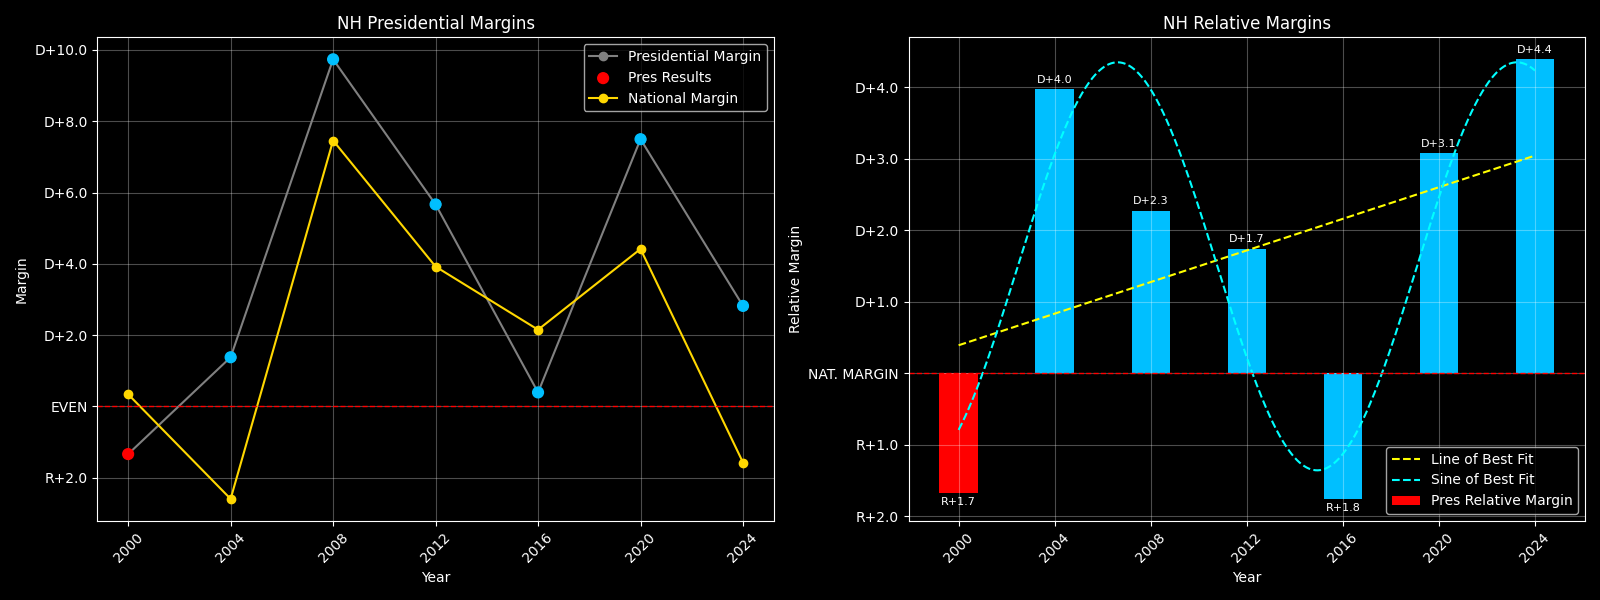 NH Presidential Margins
D+10.0
D+8.0
D+6.0
D+4.0
D+2.0
EVEN
R+2.0
Margin
Presidential Margin
Pres Results
National Margin
2000
2004
2008
2012
2016
2020
2024
Year
NH Relative Margins
D+4.0
D+3.0
D+2.0
D+1.0
NAT. MARGIN
R+1.0
R+2.0
Relative Margin
R+1.7
D+4.0
D+2.3
D+1.7
R+1.8
D+3.1
D+4.4
Line of Best Fit
Sine of Best Fit
Pres Relative Margin
2000
2004
2008
2012
2016
2020
2024
Year